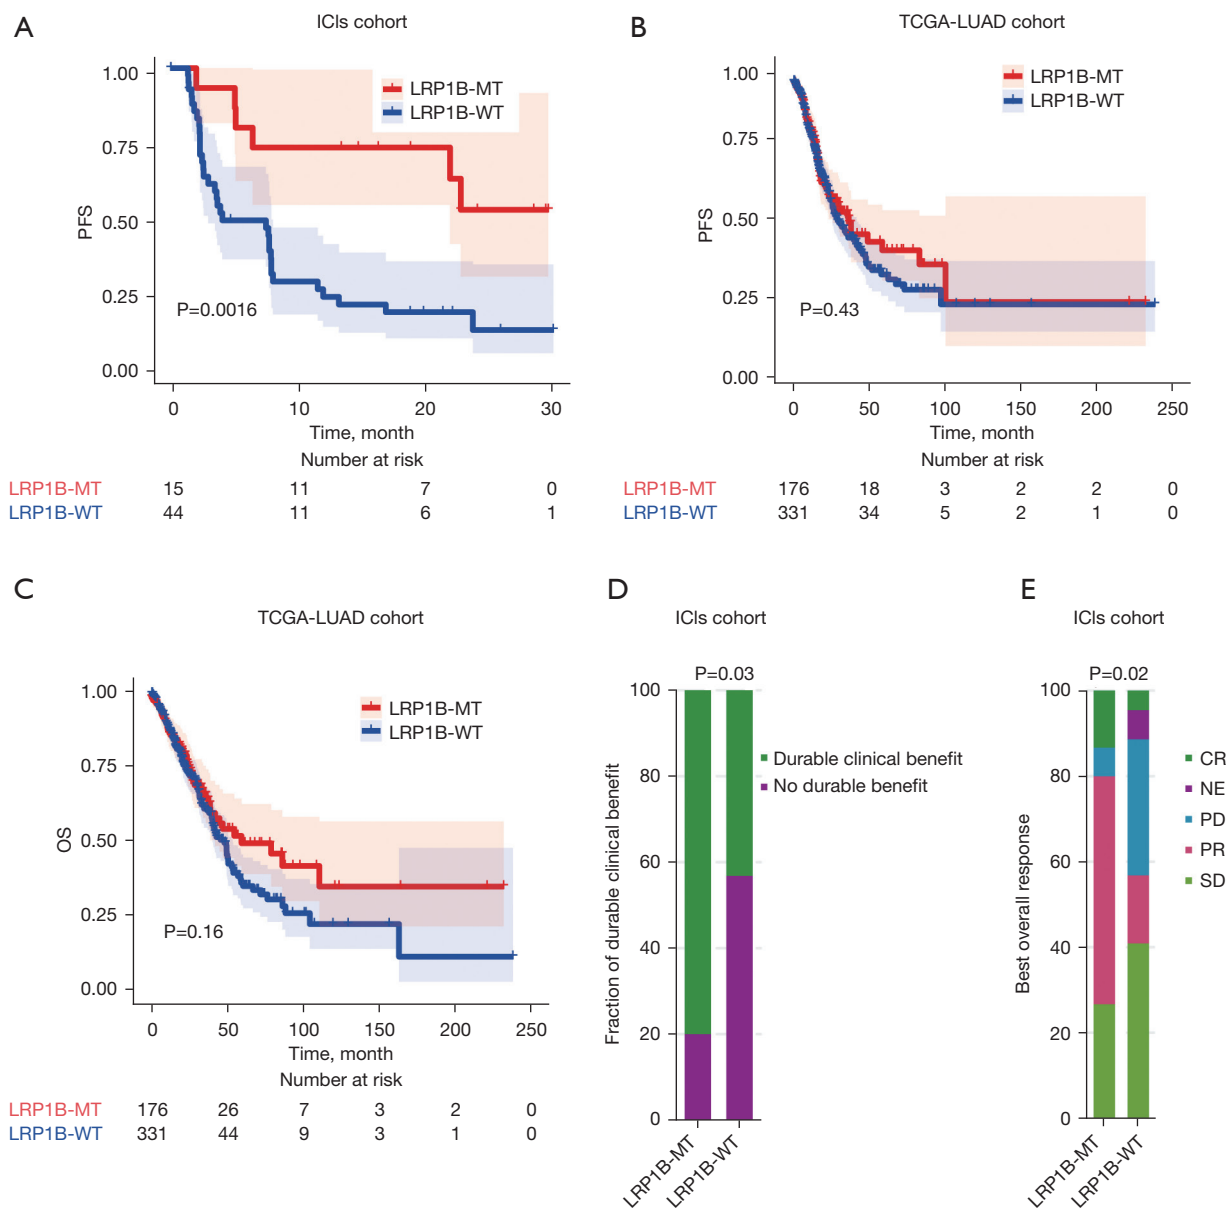 A
ICIs cohort
PFS
1.00
0.75
0.50
0.25
0.00
LRP1B-MT
LRP1B-WT
P=0.0016
0 10 20 30
Time, month
Number at risk
LRP1B-MT 15 11 7 0
LRP1B-WT 44 11 6 1
B
TCGA-LUAD cohort
PFS
1.00
0.75
0.50
0.25
0.00
LRP1B-MT
LRP1B-WT
P=0.43
0 50 100 150 200 250
Time, month
Number at risk
LRP1B-MT 176 18 3 2 2 0
LRP1B-WT 331 34 5 2 1 0
C
TCGA-LUAD cohort
OS
1.00
0.75
0.50
0.25
0.00
LRP1B-MT
LRP1B-WT
P=0.16
0 50 100 150 200 250
Time, month
Number at risk
LRP1B-MT 176 26 7 3 2 0
LRP1B-WT 331 44 9 3 1 0
D
ICIs cohort
P=0.03
Fraction of durable clinical benefit
100
80
60
40
20
0
Durable clinical benefit
No durable benefit
LRP1B-MT
LRP1B-WT
E
ICIs cohort
P=0.02
Best overall response
100
80
60
40
20
0
CR
NE
PD
PR
SD
LRP1B-MT
LRP1B-WT